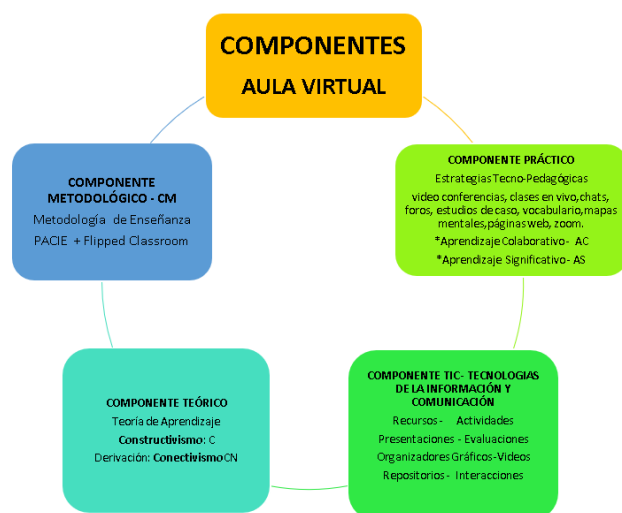 COMPONENTES
AULA VIRTUAL
COMPONENTE PRÁCTICO
Estrategias Tecno-Pedagógicas
video conferencias, clases en vivo, chats,
foros, estudios de caso, vocabulario, mapas
mentales, páginas web, zoom.
*Aprendizaje Colaborativo - AC
*Aprendizaje Significativo - AS
COMPONENTE TIC- TECNOLOGIAS
DE LA INFORMACIÓN Y
COMUNICACIÓN
Recursos - Actividades
Presentaciones - Evaluaciones
Organizadores Gráficos-Videos
Repositorios - Interacciones
COMPONENTE TEÓRICO
Teoría de Aprendizaje
Constructivismo: C
Derivación: Conectivismo CN
COMPONENTE
METODOLÓGICO - CM
Metodología de Enseñanza
PACIE + Flipped Classroom